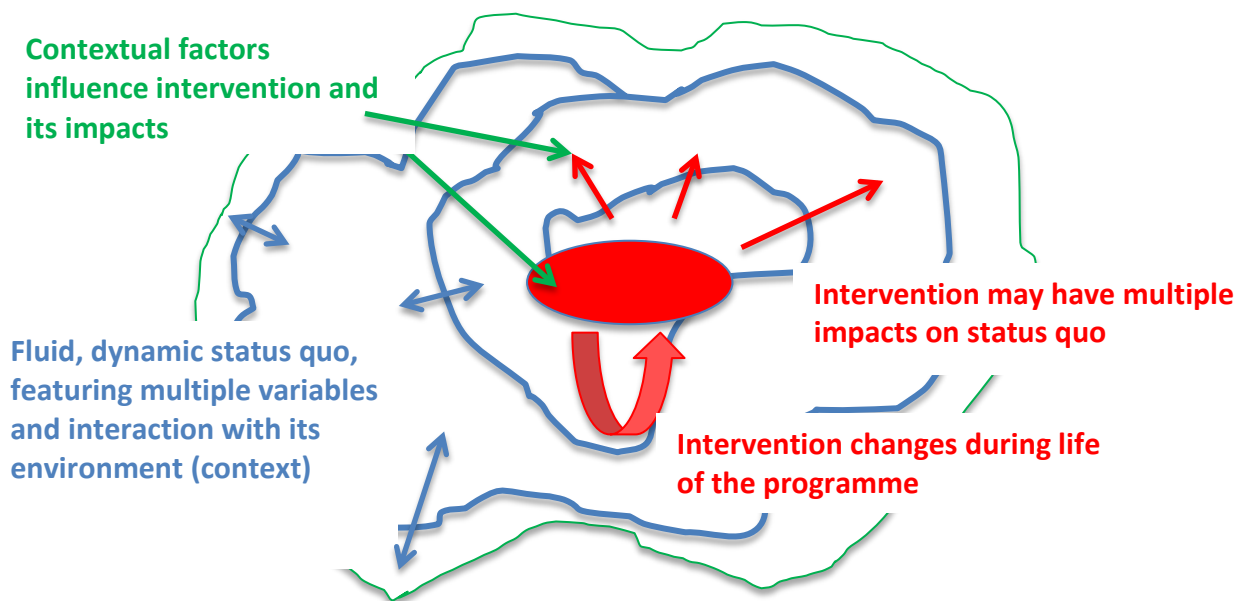 Contextual factors
influence intervention and
its impacts
Intervention may have multiple
impacts on status quo
Fluid, dynamic status quo,
featuring multiple variables
and interaction with its
environment (context)
Intervention changes during life
of the programme